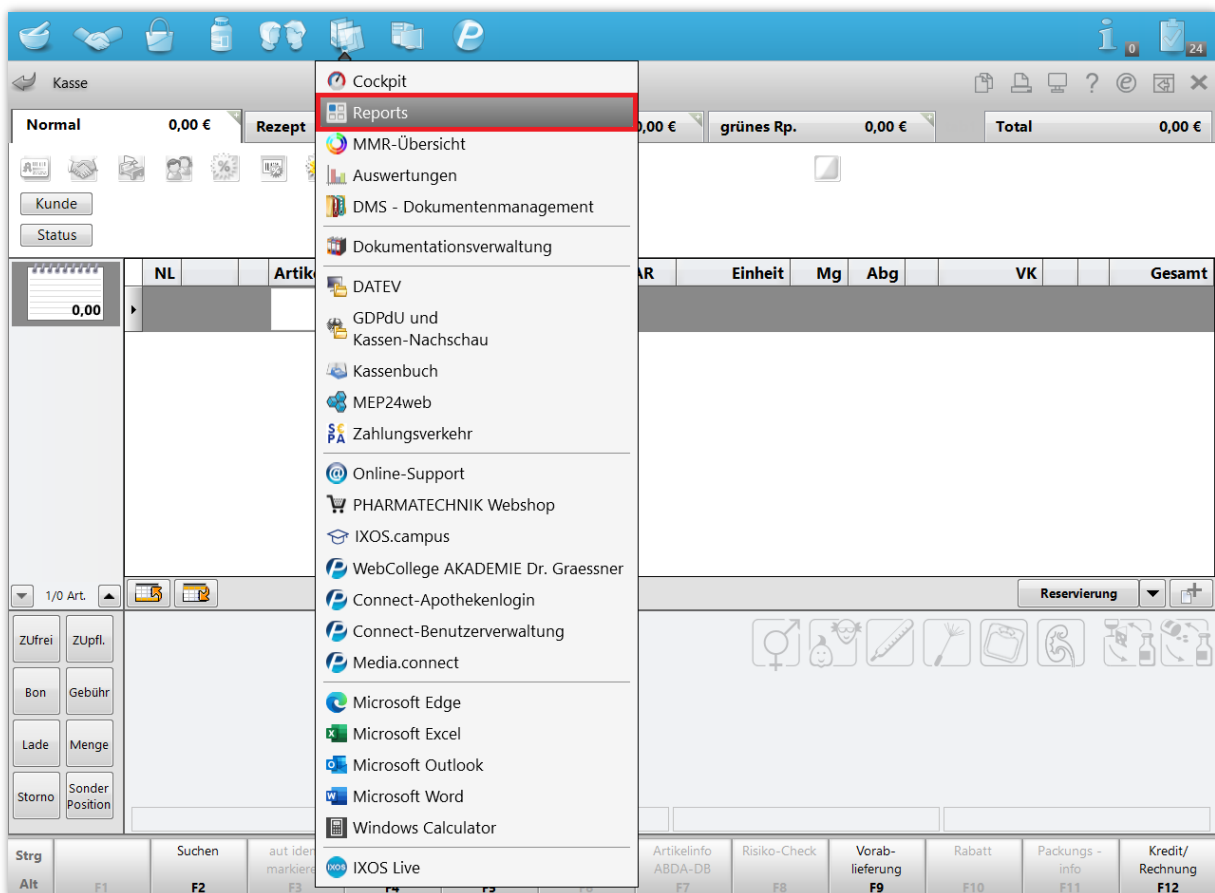 0
24
Kasse
Normal 0,00 €
Rezept
0,00 €
grünes Rp. 0,00 €
Total 0,00 €
Kunde
Status
0,00
NL
AR Einheit Mg Abg VK Gesamt
Cockpit
Reports
MMR-Übersicht
Auswertungen
DMS - Dokumentenmanagement
Dokumentationsverwaltung
DATEV
GDPdU und
Kassen-Nachschau
Kassenbuch
MEP24web
Zahlungsverkehr
Online-Support
PHARMATECHNIK Webshop
IXOS.campus
WebCollege AKADEMIE Dr. Graessner
Connect-Apothekenlogin
Connect-Benutzerverwaltung
Media.connect
Microsoft Edge
Microsoft Excel
Microsoft Outlook
Microsoft Word
Windows Calculator
IXOS Live
1/0 Art.
Reservierung
ZUfrei ZUpfl.
Bon Gebühr
Lade Menge
Storno Sonder
Position
Strg
Alt
F1
Suchen
F2
F3
Artikelinfo
ABDA-DB
F7
Risiko-Check
F8
Vorab-
lieferung
F9
Rabatt
F10
Packungs -
info
F11
Kredit/
Rechnung
F12